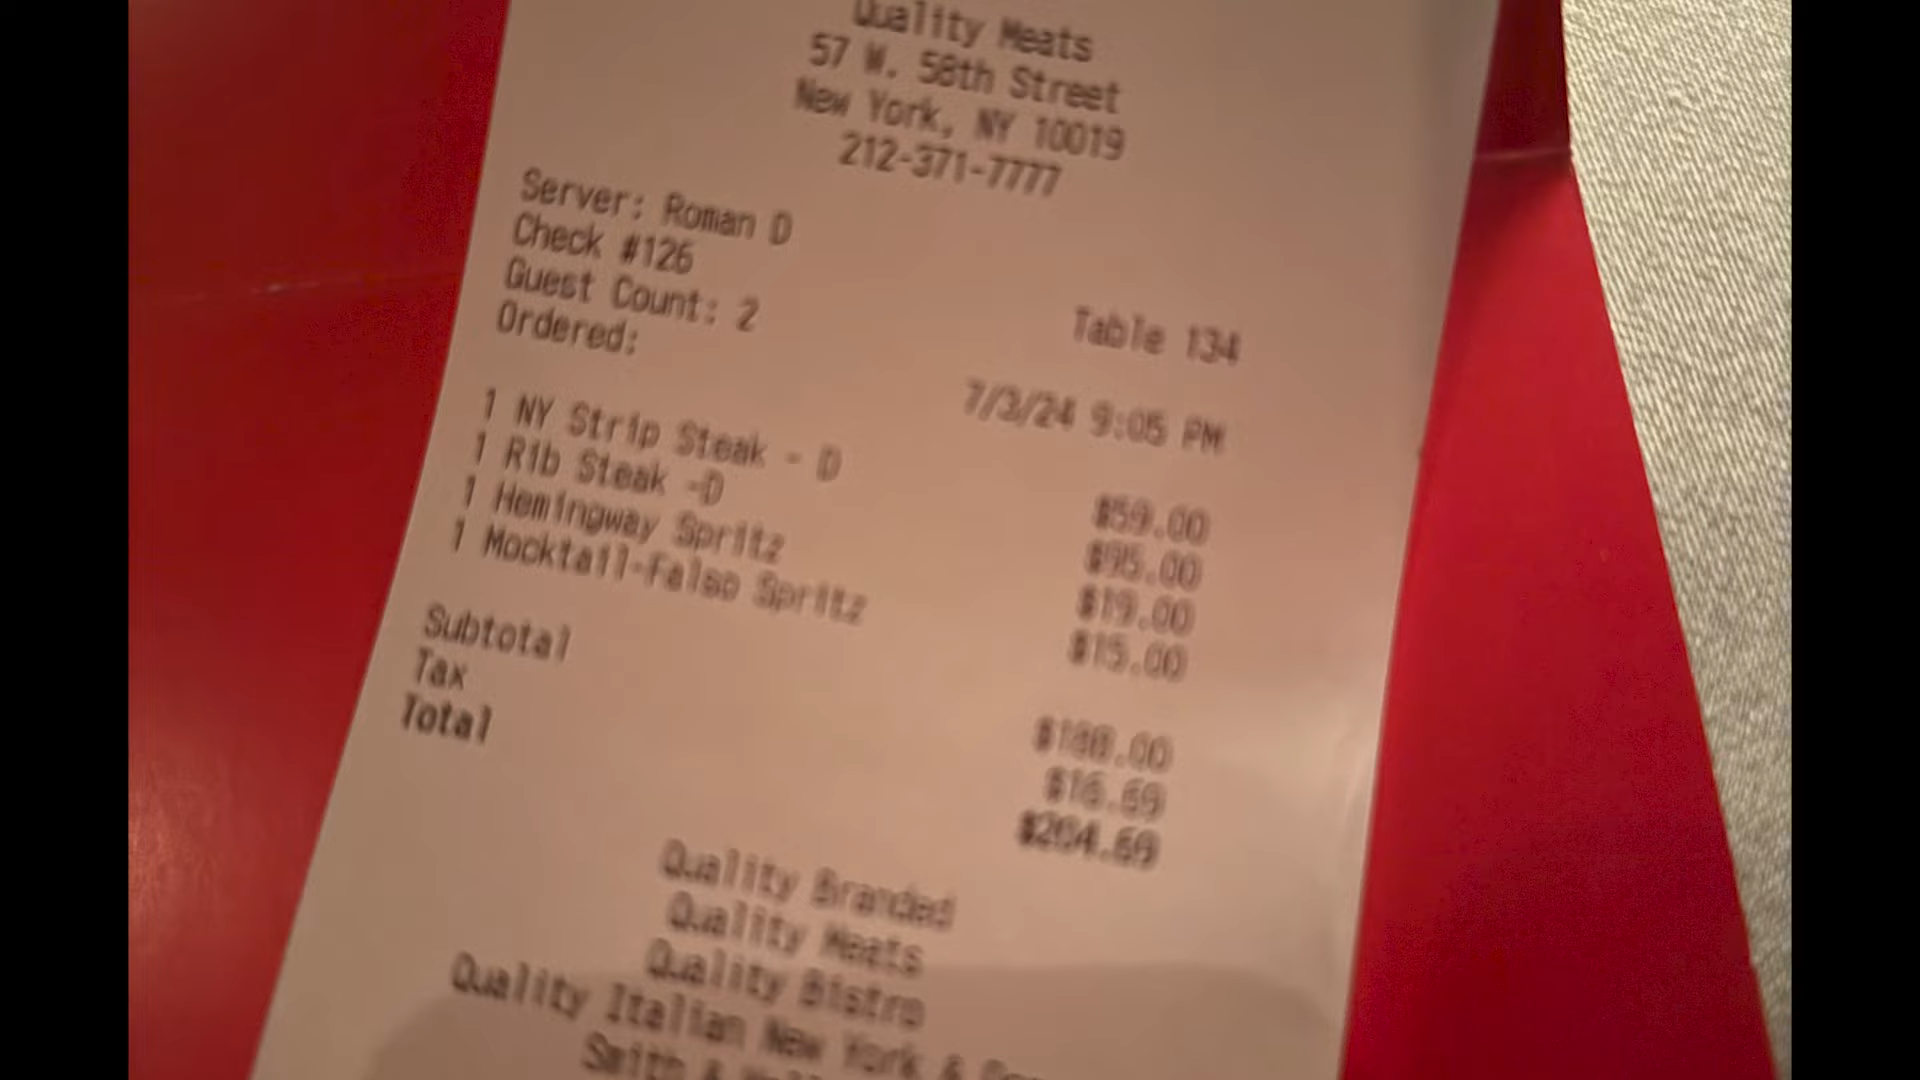 Quality Meats
57 W. 58th Street
New York, NY 10019
212-371-7777
Server: Roman D
Check #126
Table 134
Guest Count: 2
Ordered:
7/3/24 9:05 PM
1 NY Strip Steak - D $59.00
1 Rib Steak -D $95.00
1 Hemingway Spritz $19.00
1 Mocktail-Falso Spritz $15.00
Subtotal $188.00
Tax $16.69
Total $204.69
Quality Branded
Quality Meats
Quality Bistro
Quality Italian New York &
Smith &